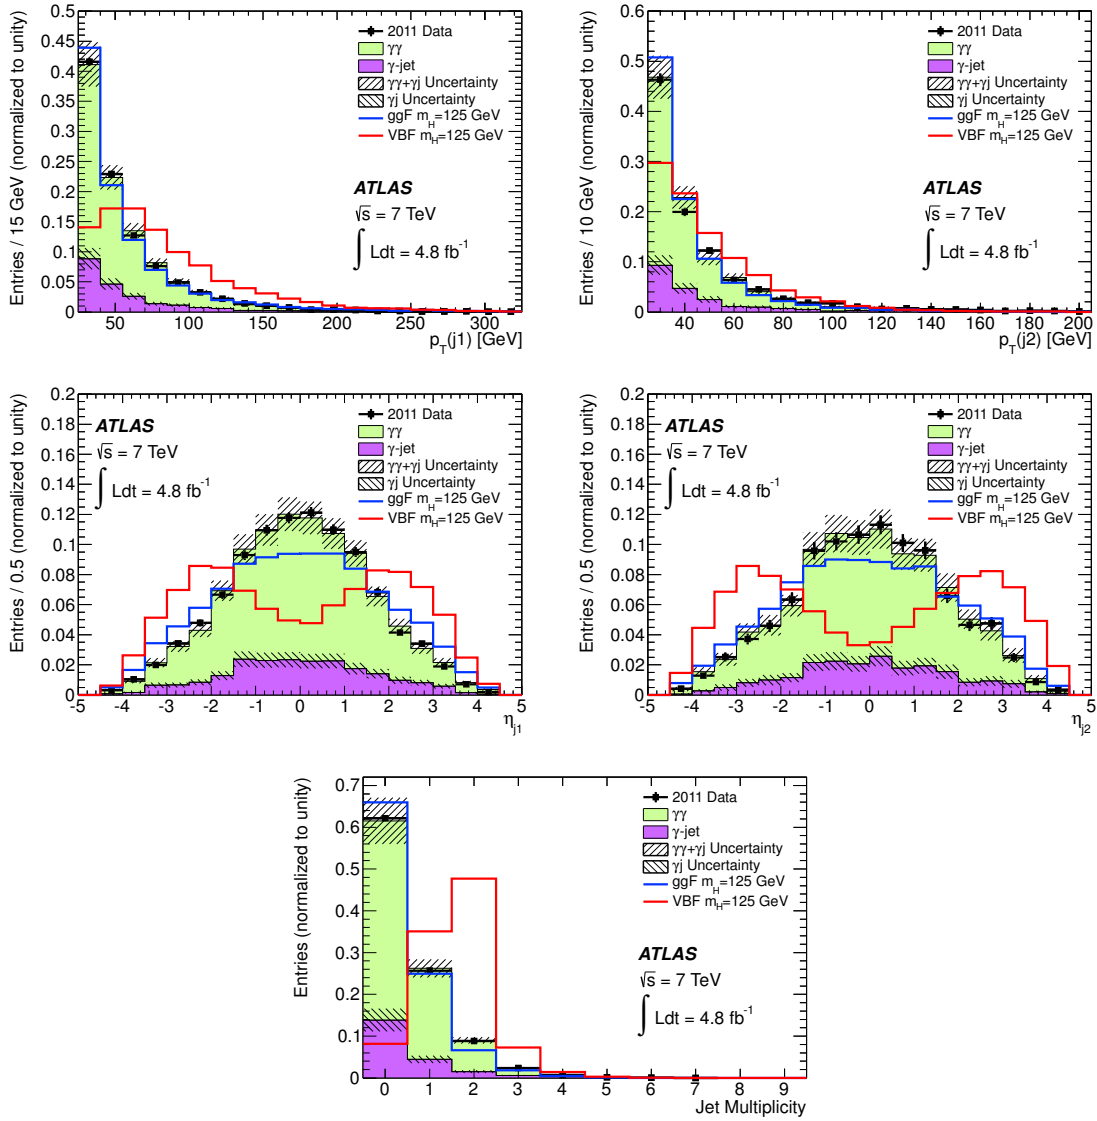 Entries / 15 GeV (normalized to unity)
0.5
0.45
0.4
0.35
0.3
0.25
0.2
0.15
0.1
0.05
0
2011 Data
γγ
γ-jet
γγ+γj Uncertainty
γj Uncertainty
ggF m_H=125 GeV
VBF m_H=125 GeV
ATLAS
√s = 7 TeV
∫ Ldt = 4.8 fb⁻¹
50 100 150 200 250 300
p_T(j1) [GeV]
Entries / 10 GeV (normalized to unity)
0.6
0.5
0.4
0.3
0.2
0.1
0
2011 Data
γγ
γ-jet
γγ+γj Uncertainty
γj Uncertainty
ggF m_H=125 GeV
VBF m_H=125 GeV
ATLAS
√s = 7 TeV
∫ Ldt = 4.8 fb⁻¹
40 60 80 100 120 140 160 180 200
p_T(j2) [GeV]
Entries / 0.5 (normalized to unity)
0.2
0.18
0.16
0.14
0.12
0.1
0.08
0.06
0.04
0.02
0
ATLAS
√s = 7 TeV
∫ Ldt = 4.8 fb⁻¹
2011 Data
γγ
γ-jet
γγ+γj Uncertainty
γj Uncertainty
ggF m_H=125 GeV
VBF m_H=125 GeV
-5 -4 -3 -2 -1 0 1 2 3 4 5
η_j1
Entries / 0.5 (normalized to unity)
0.2
0.18
0.16
0.14
0.12
0.1
0.08
0.06
0.04
0.02
0
ATLAS
√s = 7 TeV
∫ Ldt = 4.8 fb⁻¹
2011 Data
γγ
γ-jet
γγ+γj Uncertainty
γj Uncertainty
ggF m_H=125 GeV
VBF m_H=125 GeV
-5 -4 -3 -2 -1 0 1 2 3 4 5
η_j2
Entries (normalized to unity)
0.7
0.6
0.5
0.4
0.3
0.2
0.1
0
2011 Data
γγ
γ-jet
γγ+γj Uncertainty
γj Uncertainty
ggF m_H=125 GeV
VBF m_H=125 GeV
ATLAS
√s = 7 TeV
∫ Ldt = 4.8 fb⁻¹
0 1 2 3 4 5 6 7 8 9
Jet Multiplicity